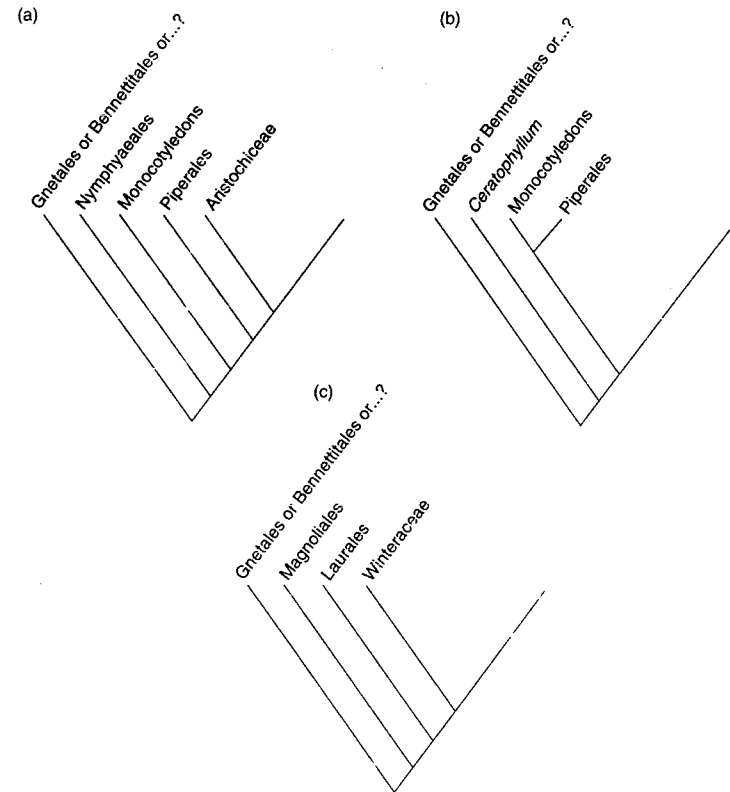 (a)
Gnetales or Bennettitales or...?
Nymphyaeales
Monocotyledons
Piperales
Aristochiceae
(b)
Gnetales or Bennettitales or...?
Ceratophyllum
Monocotyledons
Piperales
(c)
Gnetales or Bennettitales or...?
Magnoliales
Laurales
Winteraceae